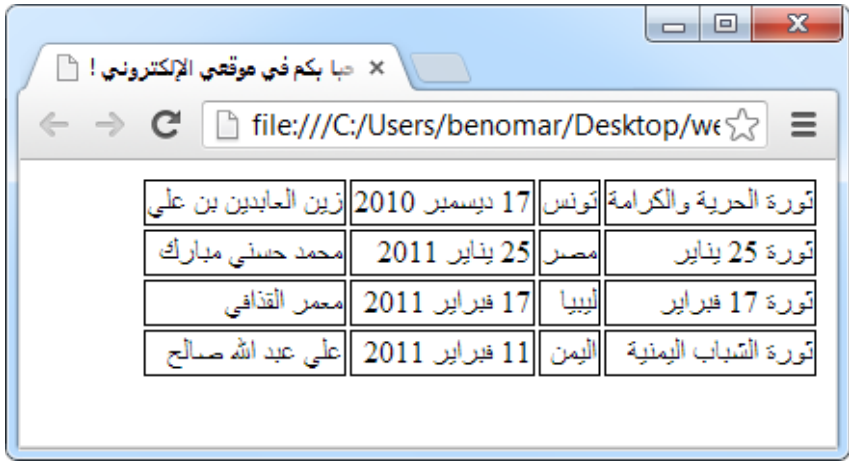 حبا بكم في موقعي الإلكتروني !
file:///C:/Users/benomar/Desktop/we
ثورة الحرية والكرامة تونس 17 ديسمبر 2010 زين العابدين بن علي
ثورة 25 يناير مصر 25 يناير 2011 محمد حسني مبارك
ثورة 17 فبراير ليبيا 17 فبراير 2011 معمر القذافي
ثورة الشباب اليمنية اليمن 11 فبراير 2011 علي عبد الله صالح